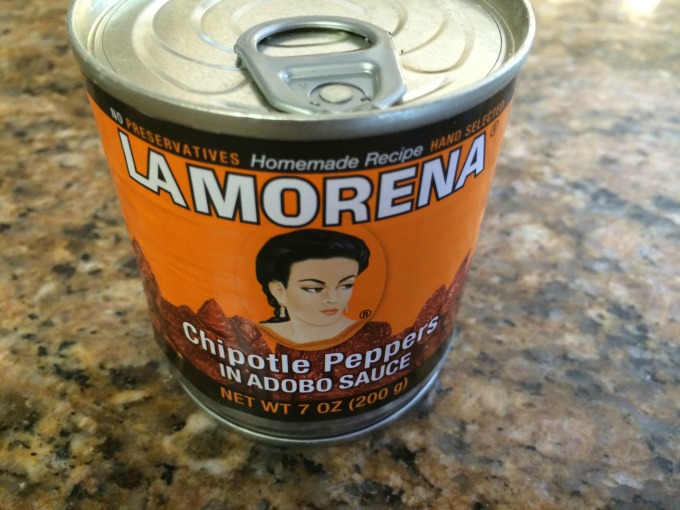 NO PRESERVATIVES Homemade Recipe HAND SELECTED
LA MORENA®
®
Chipotle Peppers
IN ADOBO SAUCE
NET WT 7 OZ (200 g)